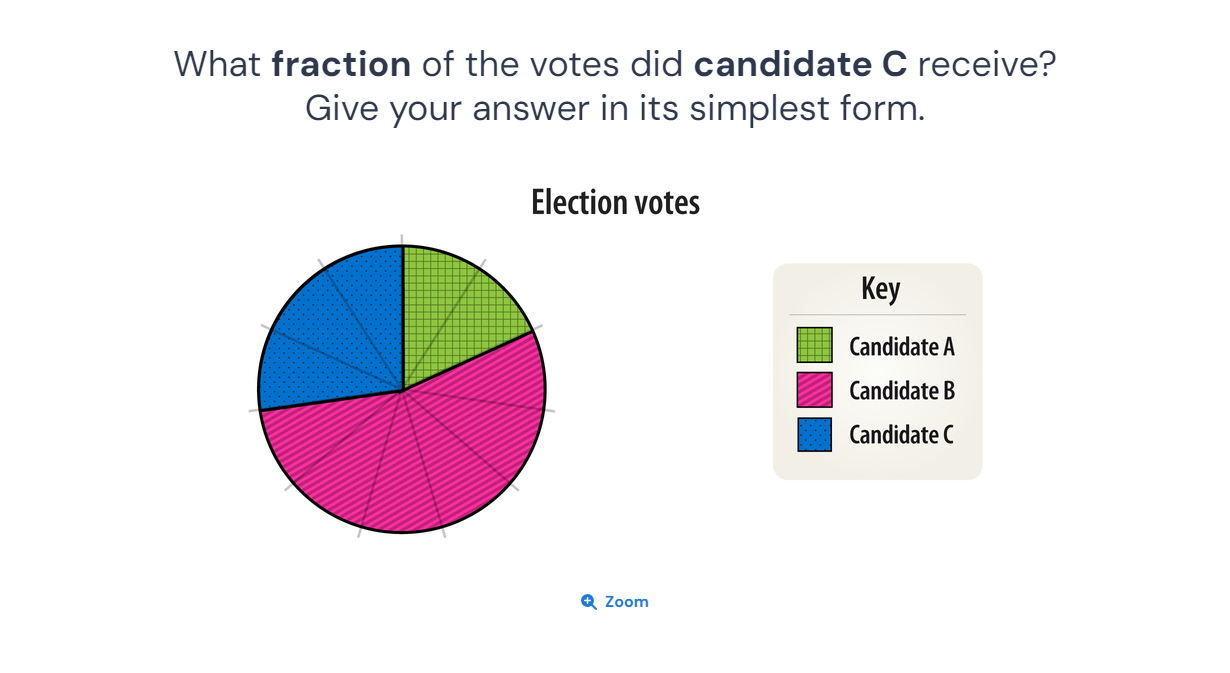 What fraction of the votes did candidate C receive?
Give your answer in its simplest form.
Election votes
Key
Candidate A
Candidate B
Candidate C
Zoom